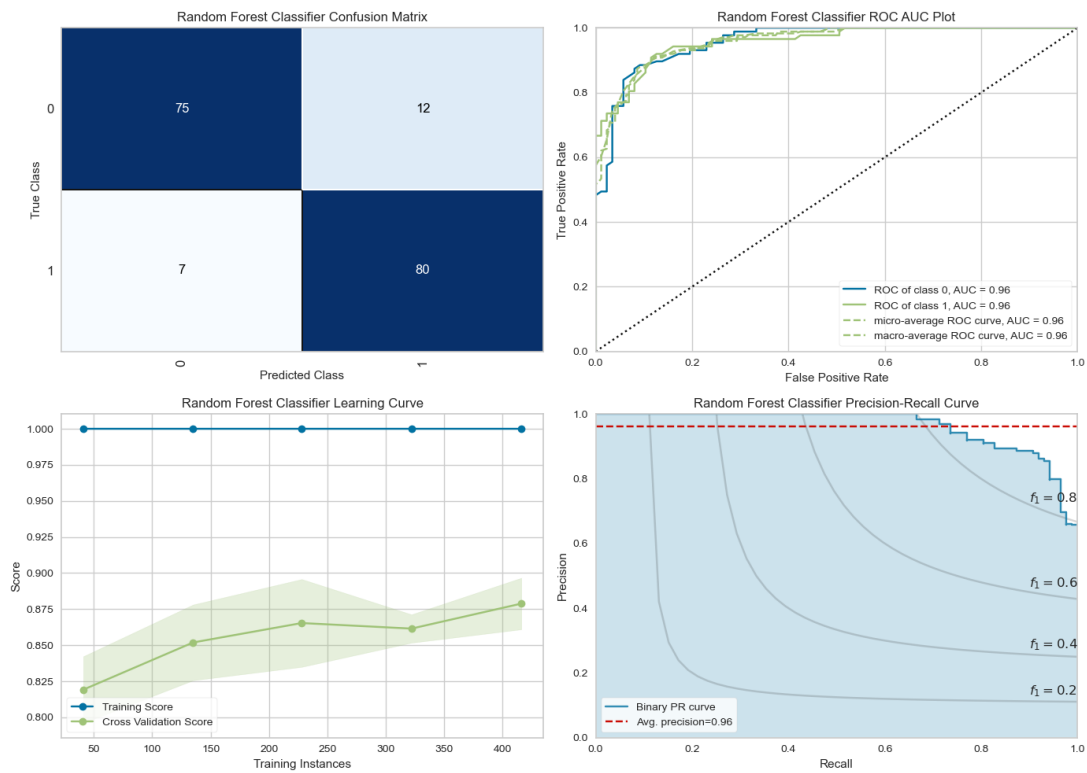 Random Forest Classifier Confusion Matrix
True Class
0
75
12
1
7
80
0
1
Predicted Class
Random Forest Classifier ROC AUC Plot
True Positive Rate
1.0
0.8
0.6
0.4
0.2
0.0
ROC of class 0, AUC = 0.96
ROC of class 1, AUC = 0.96
micro-average ROC curve, AUC = 0.96
macro-average ROC curve, AUC = 0.96
0.0 0.2 0.4 0.6 0.8 1.0
False Positive Rate
Random Forest Classifier Learning Curve
Score
1.000
0.975
0.950
0.925
0.900
0.875
0.850
0.825
0.800
Training Score
Cross Validation Score
50 100 150 200 250 300 350 400
Training Instances
Random Forest Classifier Precision-Recall Curve
Precision
1.0
0.8
0.6
0.4
0.2
0.0
f₁ = 0.8
f₁ = 0.6
f₁ = 0.4
f₁ = 0.2
Binary PR curve
Avg. precision=0.96
0.0 0.2 0.4 0.6 0.8 1.0
Recall